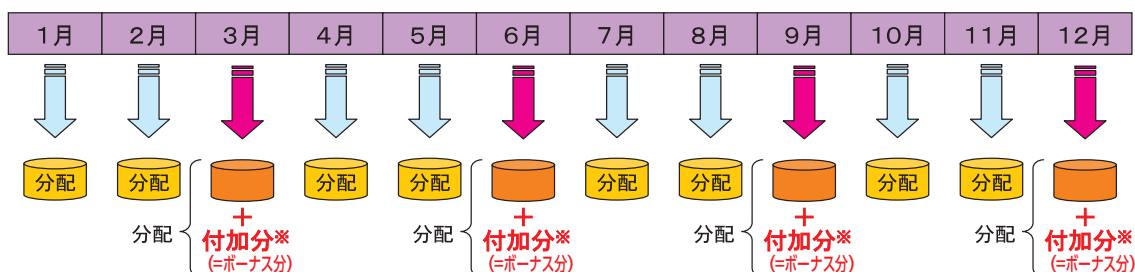 1月 2月 3月 4月 5月 6月 7月 8月 9月 10月 11月 12月
分配 分配 分配 分配 分配 分配 分配 分配
分配 + 分配 + 分配 + 分配 +
付加分※ 付加分※ 付加分※ 付加分※
(=ボーナス分) (=ボーナス分) (=ボーナス分) (=ボーナス分)